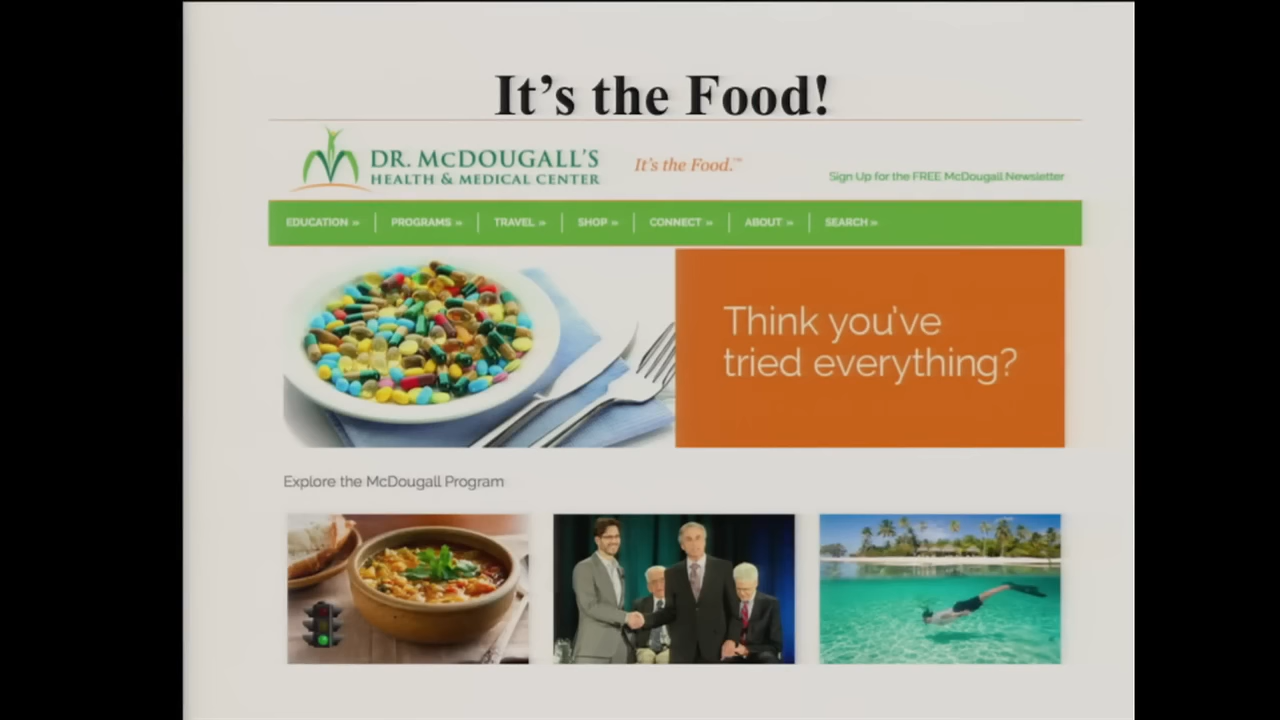 It's the Food!
DR. McDOUGALL'S
HEALTH & MEDICAL CENTER
It's the Food.™
Sign Up for the FREE McDougall Newsletter
EDUCATION » PROGRAMS » TRAVEL » SHOP » CONNECT » ABOUT » SEARCH »
Think you've
tried everything?
Explore the McDougall Program